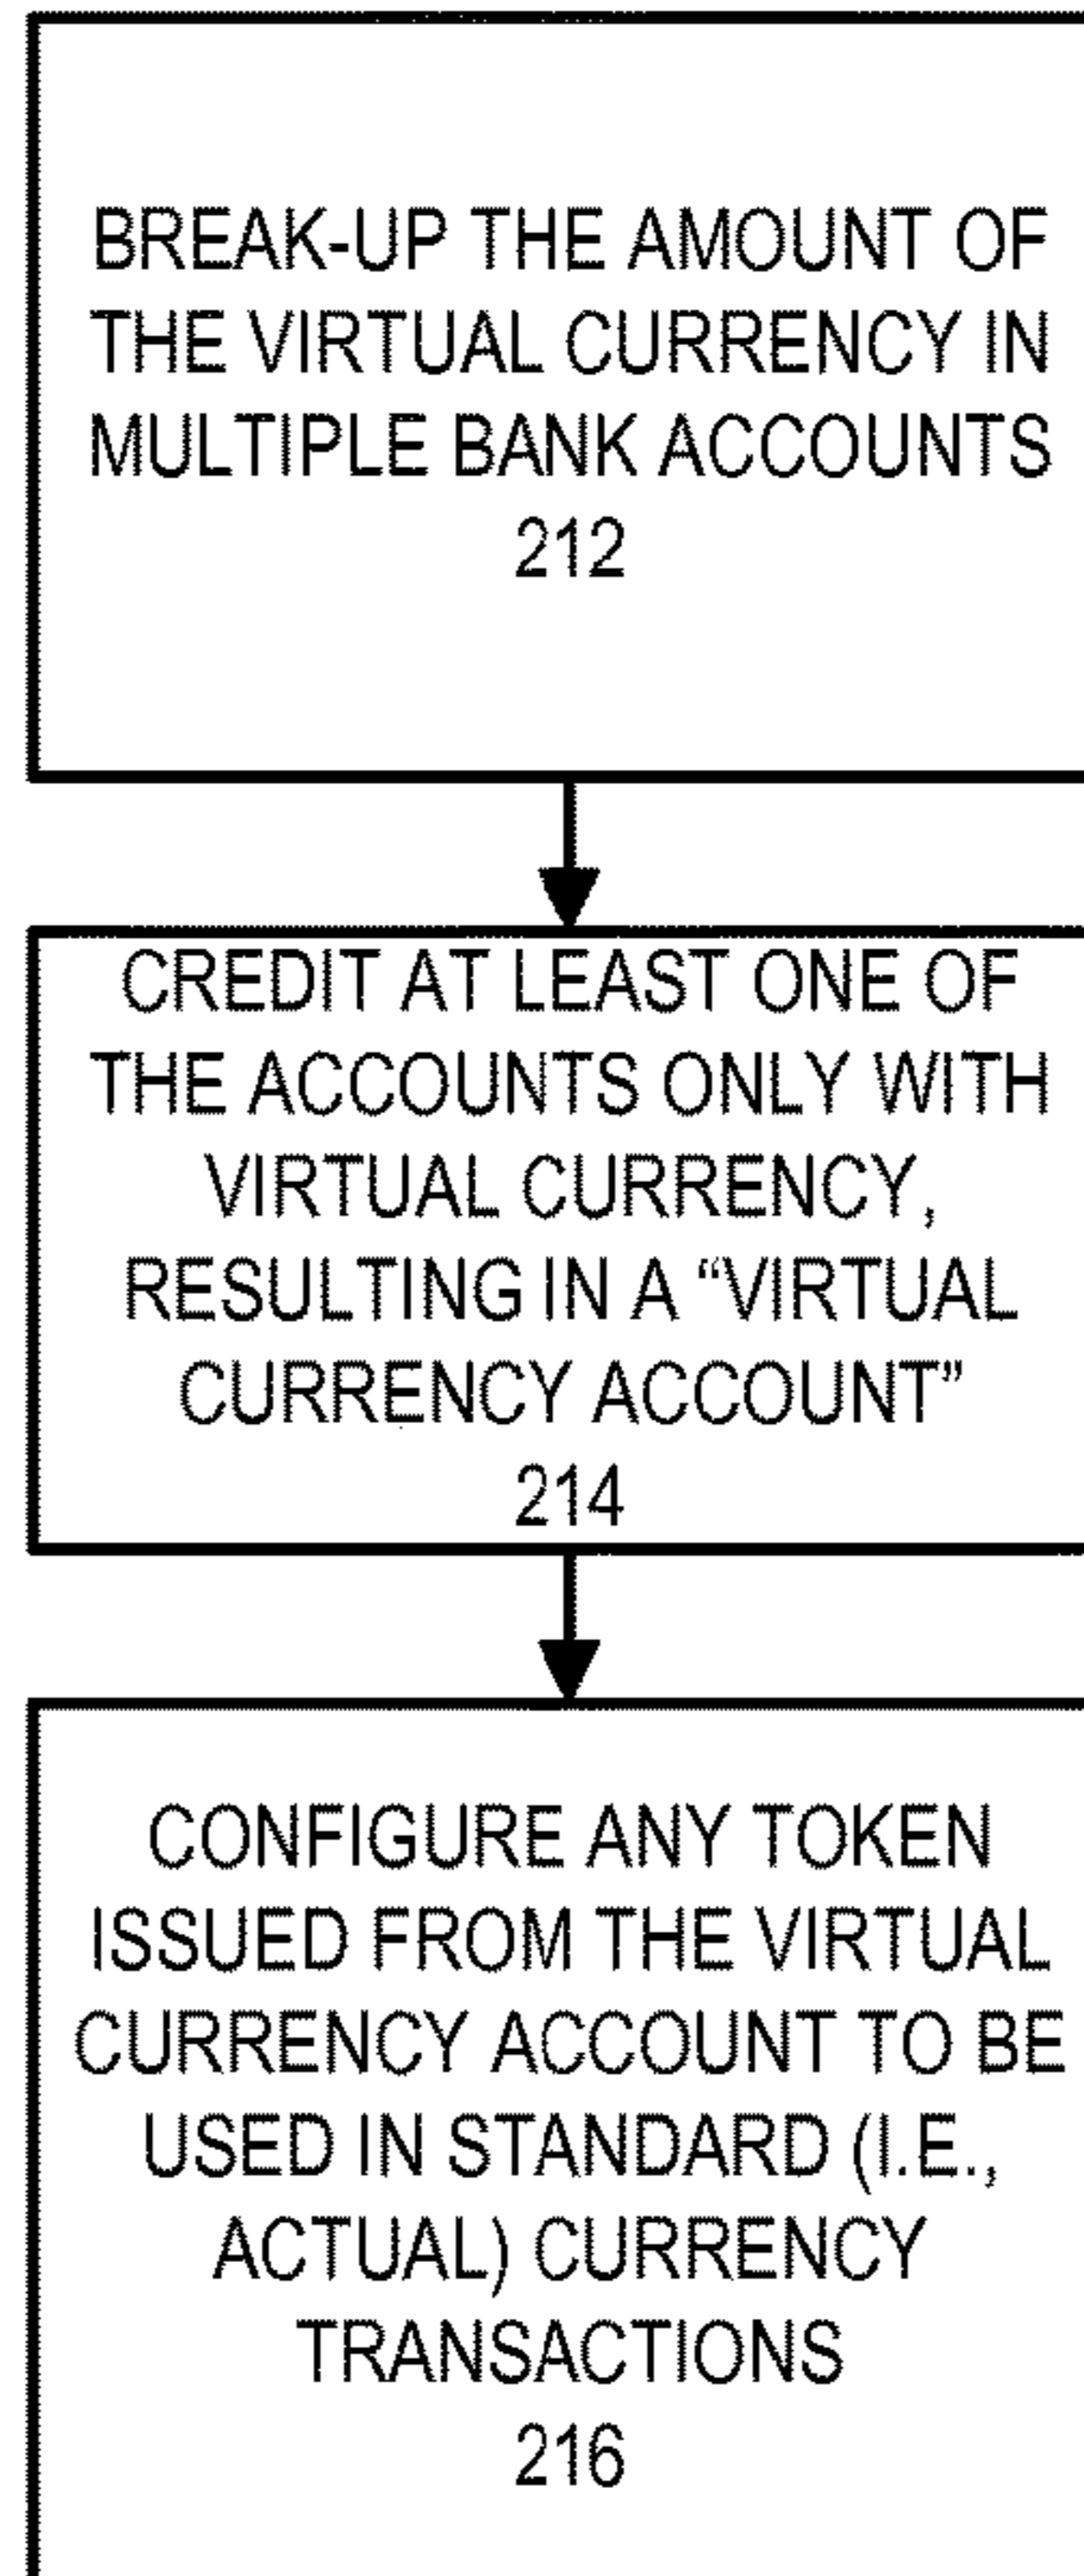 BREAK-UP THE AMOUNT OF
THE VIRTUAL CURRENCY IN
MULTIPLE BANK ACCOUNTS
212
CREDIT AT LEAST ONE OF
THE ACCOUNTS ONLY WITH
VIRTUAL CURRENCY,
RESULTING IN A “VIRTUAL
CURRENCY ACCOUNT”
214
CONFIGURE ANY TOKEN
ISSUED FROM THE VIRTUAL
CURRENCY ACCOUNT TO BE
USED IN STANDARD (I.E.,
ACTUAL) CURRENCY
TRANSACTIONS
216